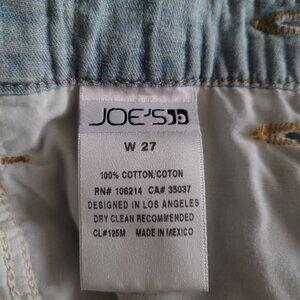 JOE'S
W 27
100% COTTON/COTON
RN# 106214 CA# 35037
DESIGNED IN LOS ANGELES
DRY CLEAN RECOMMENDED
CL#125M MADE IN MEXICO